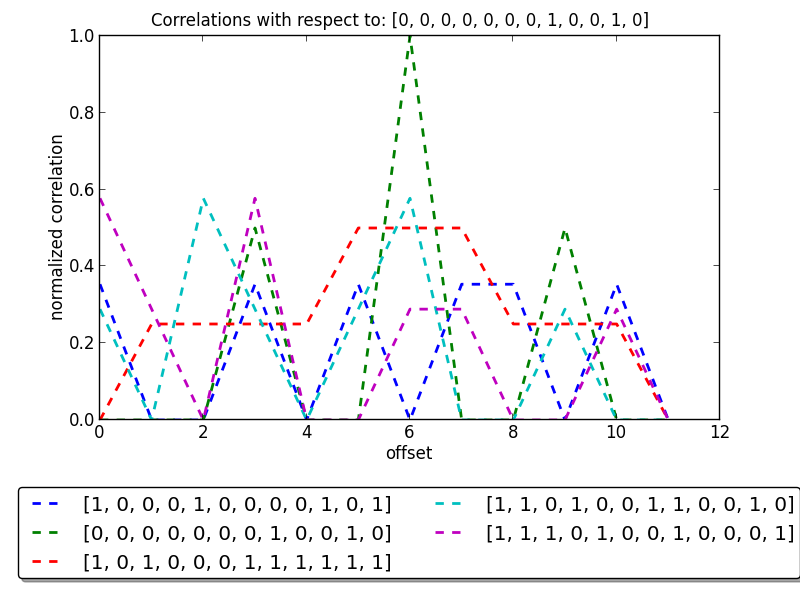 Correlations with respect to: [0, 0, 0, 0, 0, 0, 0, 1, 0, 0, 1, 0]
normalized correlation
1.0
0.8
0.6
0.4
0.2
0.0
0 2 4 6 8 10 12
offset
[1, 0, 0, 0, 1, 0, 0, 0, 0, 1, 0, 1]
[0, 0, 0, 0, 0, 0, 0, 1, 0, 0, 1, 0]
[1, 0, 1, 0, 0, 0, 1, 1, 1, 1, 1, 1]
[1, 1, 0, 1, 0, 0, 1, 1, 0, 0, 1, 0]
[1, 1, 1, 0, 1, 0, 0, 1, 0, 0, 0, 1]